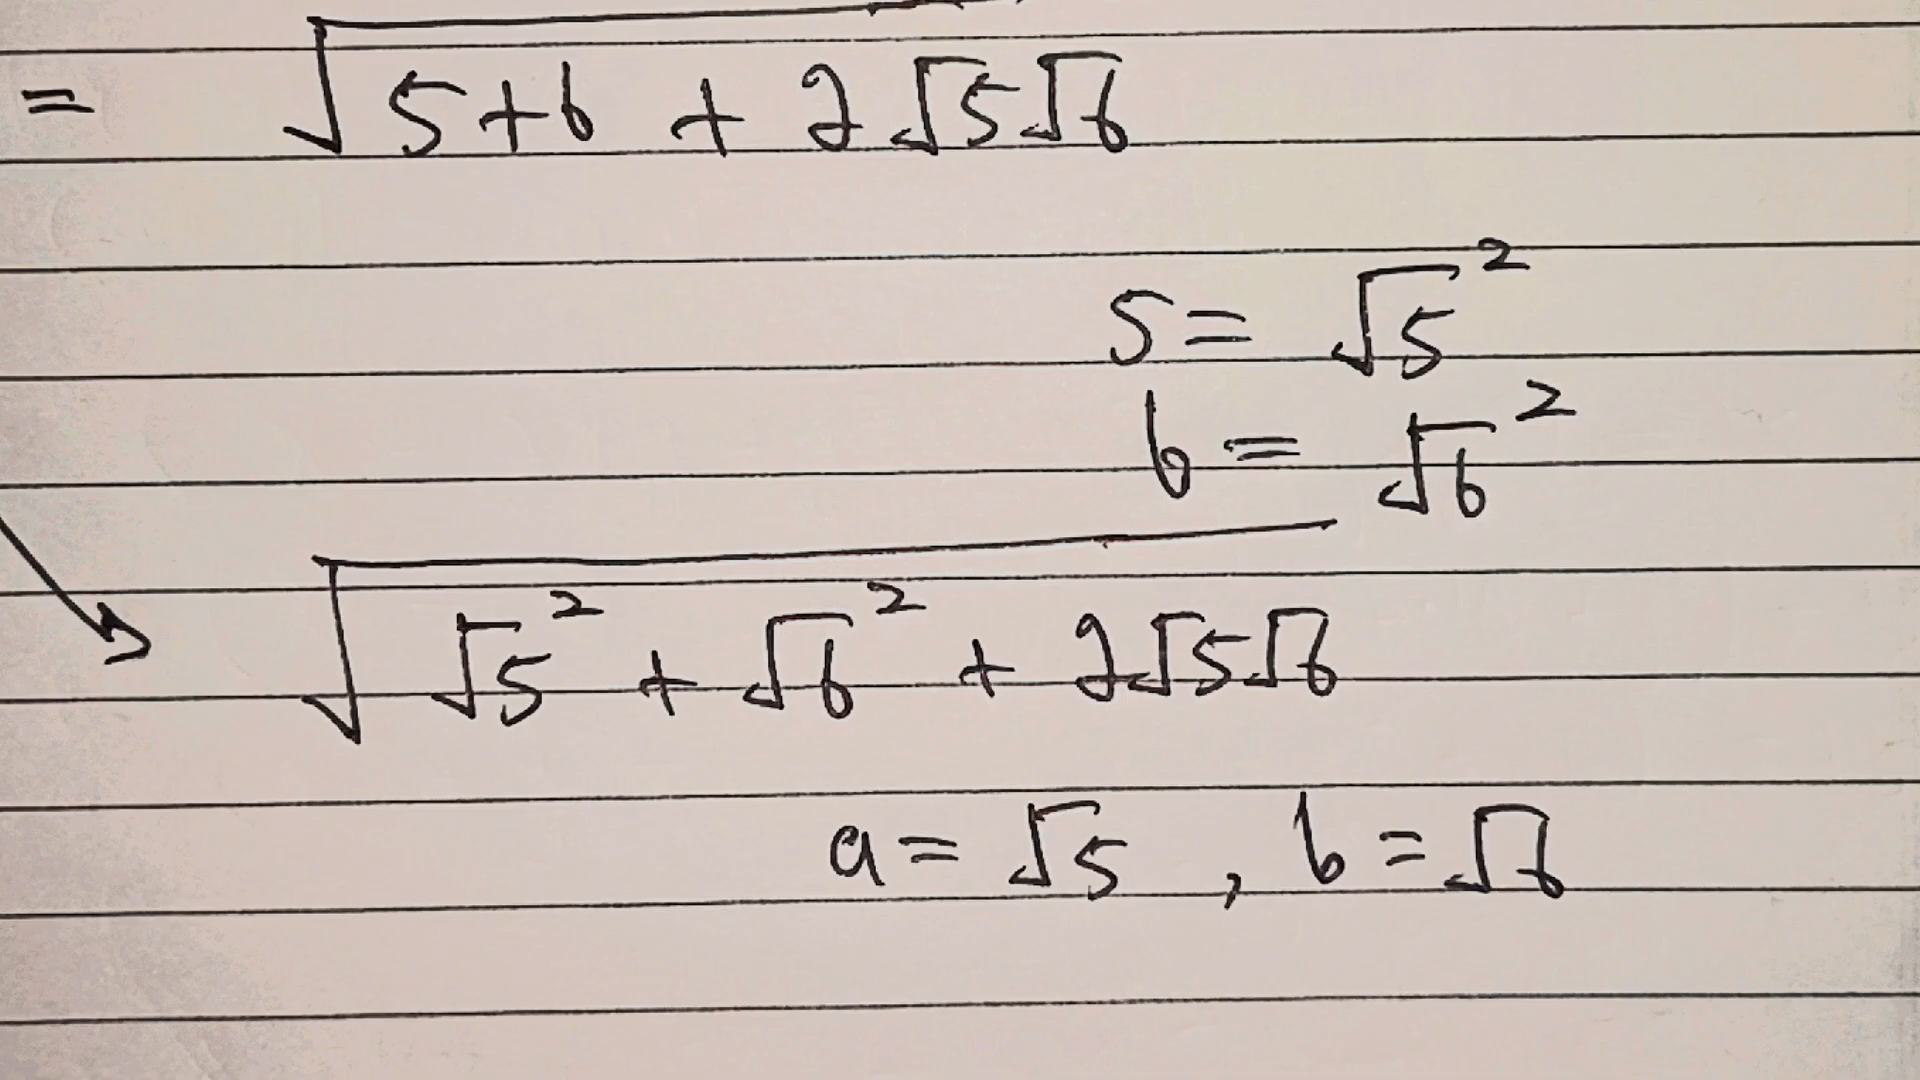 = √(5+6 + 2√5√6)
5 = √5²
6 = √6²
√(√5² + √6² + 2√5√6)
a = √5 , b = √6